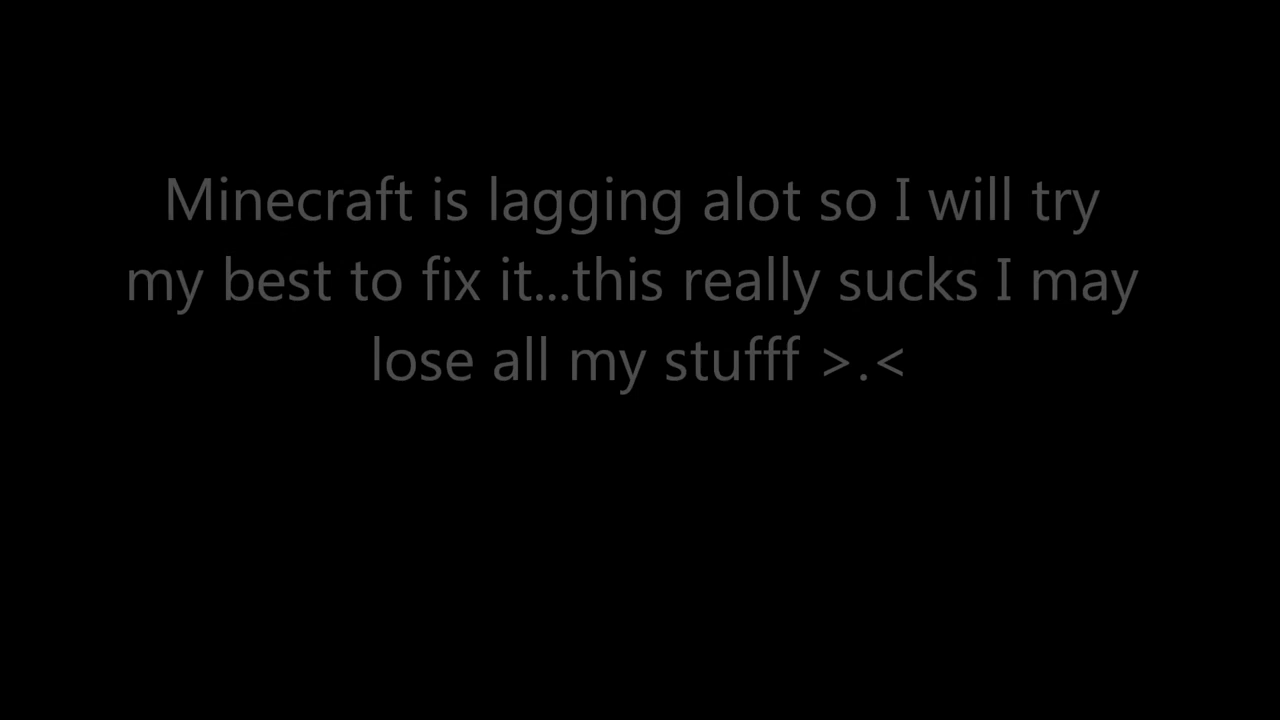 Minecraft is lagging alot so I will try
my best to fix it...this really sucks I may
lose all my stufff >.<